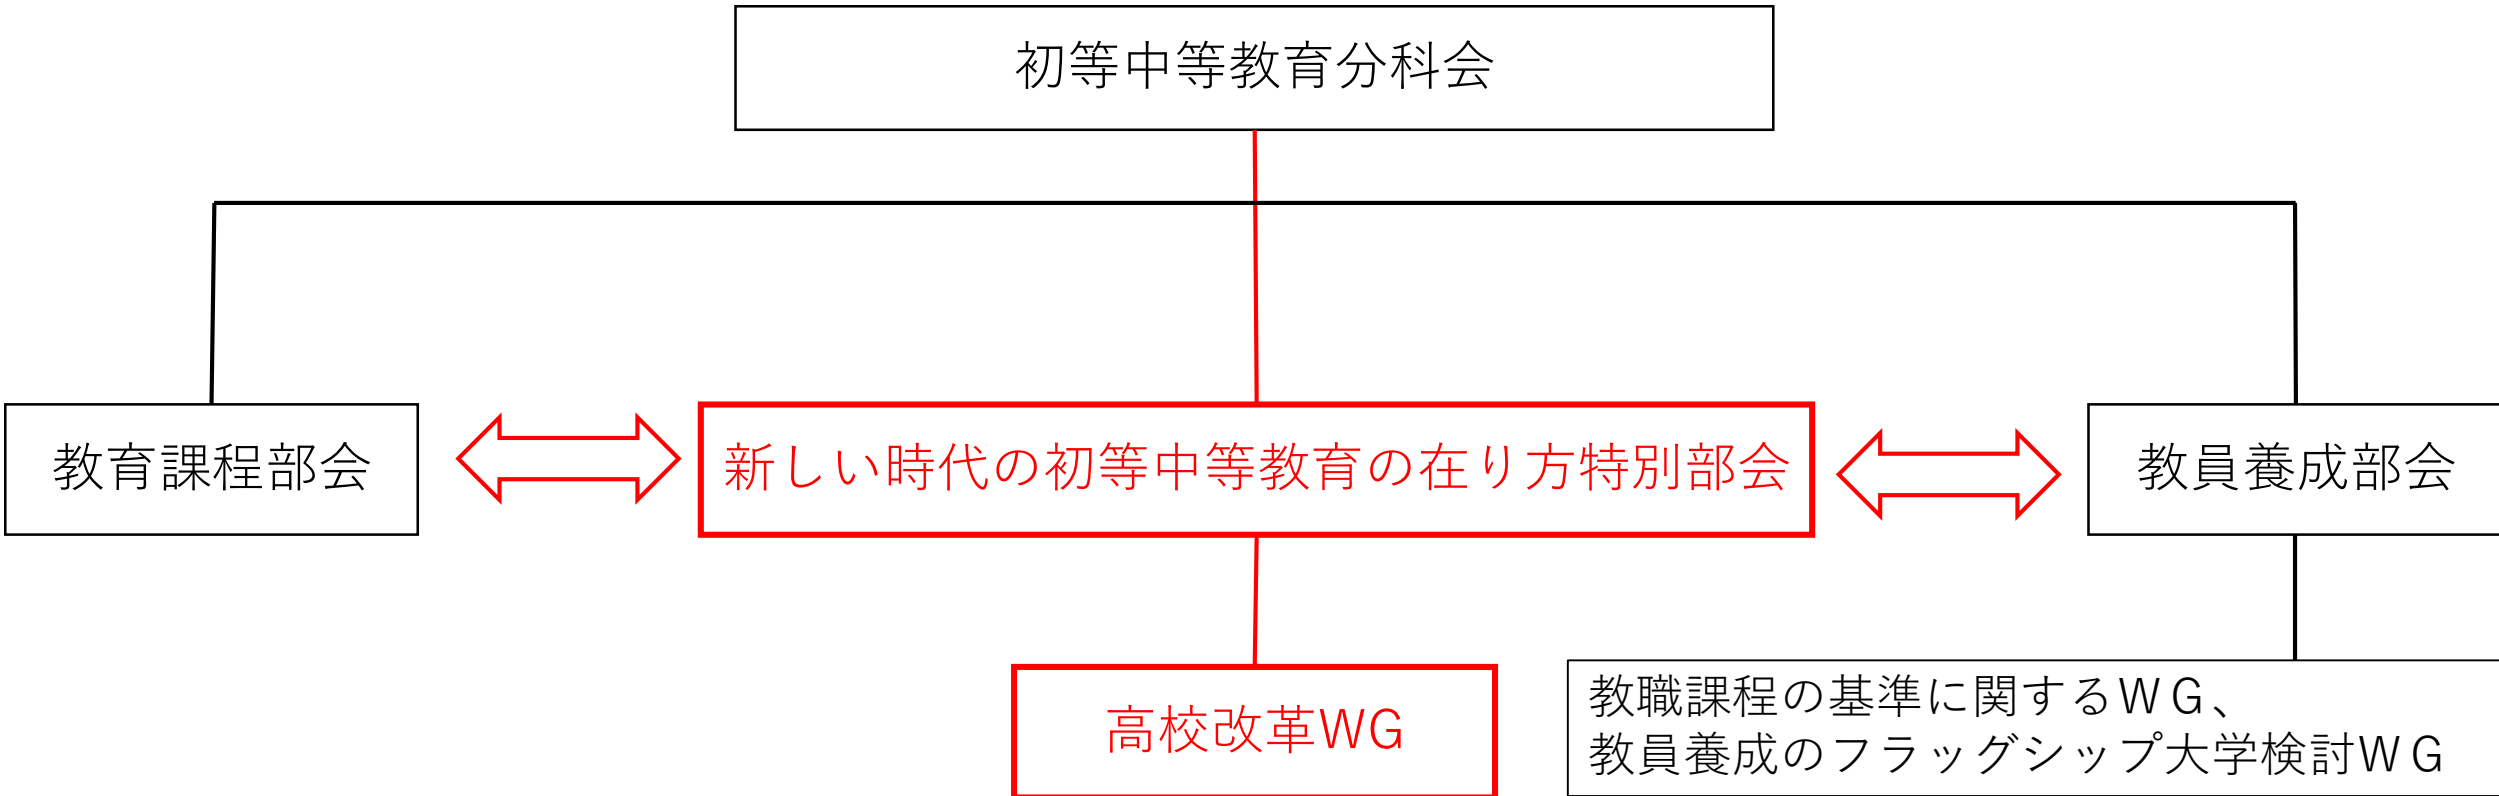 初等中等教育分科会
教育課程部会
新しい時代の初中等教育の在り方特別部会
教員養成部会
高校改革WG
教職課程の基準に関するＷＧ、
教員養成のフラッグシップ大学検討WG